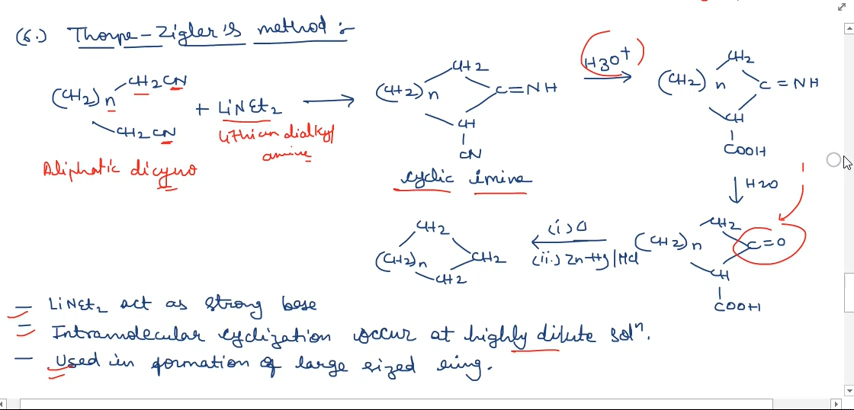 (6.) Thorpe-Zigler's method :-
(CH2)n CH2CN CH2CN + LiNEt2 ⟶ (CH2)n CH2 C=NH CH CN H3O+ ⟶ (CH2)n CH2 C=NH CH COOH
Lithium dialkyl amine
Aliphatic dicyno
cyclic imine
↓ H2O
(CH2)n CH2 CH2 CH2 ⟵ (i.) Δ (ii.) Zn-Hg/HCl (CH2)n CH2 C=O CH COOH
— LiNEt2 act as strong base
— Intramolecular cyclization occur at highly dilute soln.
— Used in formation of large sized ring.